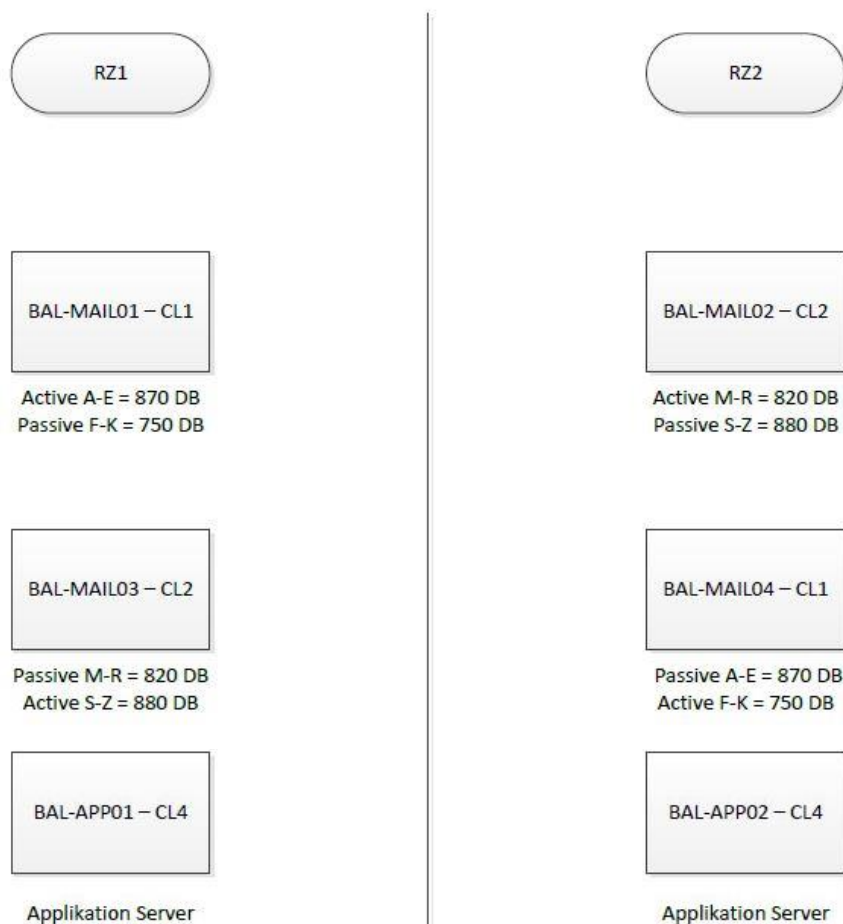 RZ1
RZ2
BAL-MAIL01 – CL1
BAL-MAIL02 – CL2
Active A-E = 870 DB
Passive F-K = 750 DB
Active M-R = 820 DB
Passive S-Z = 880 DB
BAL-MAIL03 – CL2
BAL-MAIL04 – CL1
Passive M-R = 820 DB
Active S-Z = 880 DB
Passive A-E = 870 DB
Active F-K = 750 DB
BAL-APP01 – CL4
BAL-APP02 – CL4
Applikation Server
Applikation Server